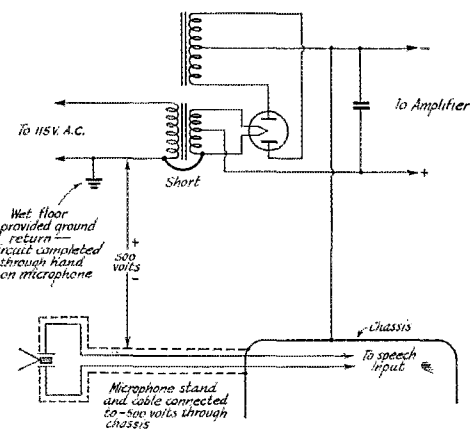 −
To Amplifier
To 115V. A.C.
+
Short
Wet floor
provided ground
return —
circuit completed
through hand
on microphone
+
500
volts
−
Chassis
To speech
input
Microphone stand
and cable connected
to -500 volts through
chassis